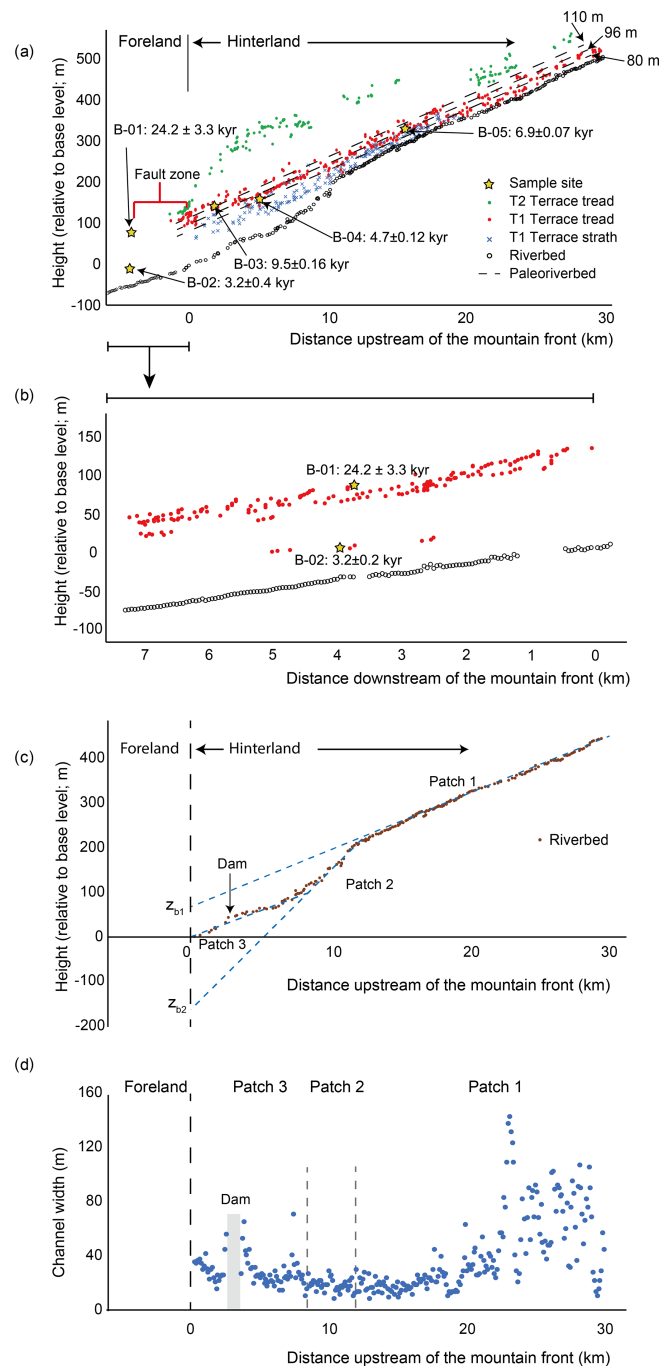 (a)
Foreland
Hinterland
110 m
96 m
80 m
Height (relative to base level; m)
500
400
300
200
100
0
-100
B-01: 24.2 ± 3.3 kyr
Fault zone
B-05: 6.9±0.07 kyr
B-04: 4.7±0.12 kyr
B-03: 9.5±0.16 kyr
B-02: 3.2±0.4 kyr
Sample site
T2 Terrace tread
T1 Terrace tread
T1 Terrace strath
Riverbed
Paleoriverbed
0
10
20
30
Distance upstream of the mountain front (km)
(b)
Height (relative to base level; m)
150
100
50
0
-50
-100
B-01: 24.2 ± 3.3 kyr
B-02: 3.2±0.2 kyr
7
6
5
4
3
2
1
0
Distance downstream of the mountain front (km)
(c)
Foreland
Hinterland
Height (relative to base level; m)
400
300
200
100
0
-100
-200
Patch 1
Riverbed
Dam
Patch 2
zb1
Patch 3
zb2
0
10
20
30
Distance upstream of the mountain front (km)
(d)
Foreland
Patch 3
Patch 2
Patch 1
Channel width (m)
160
120
80
40
0
Dam
0
10
20
30
Distance upstream of the mountain front (km)